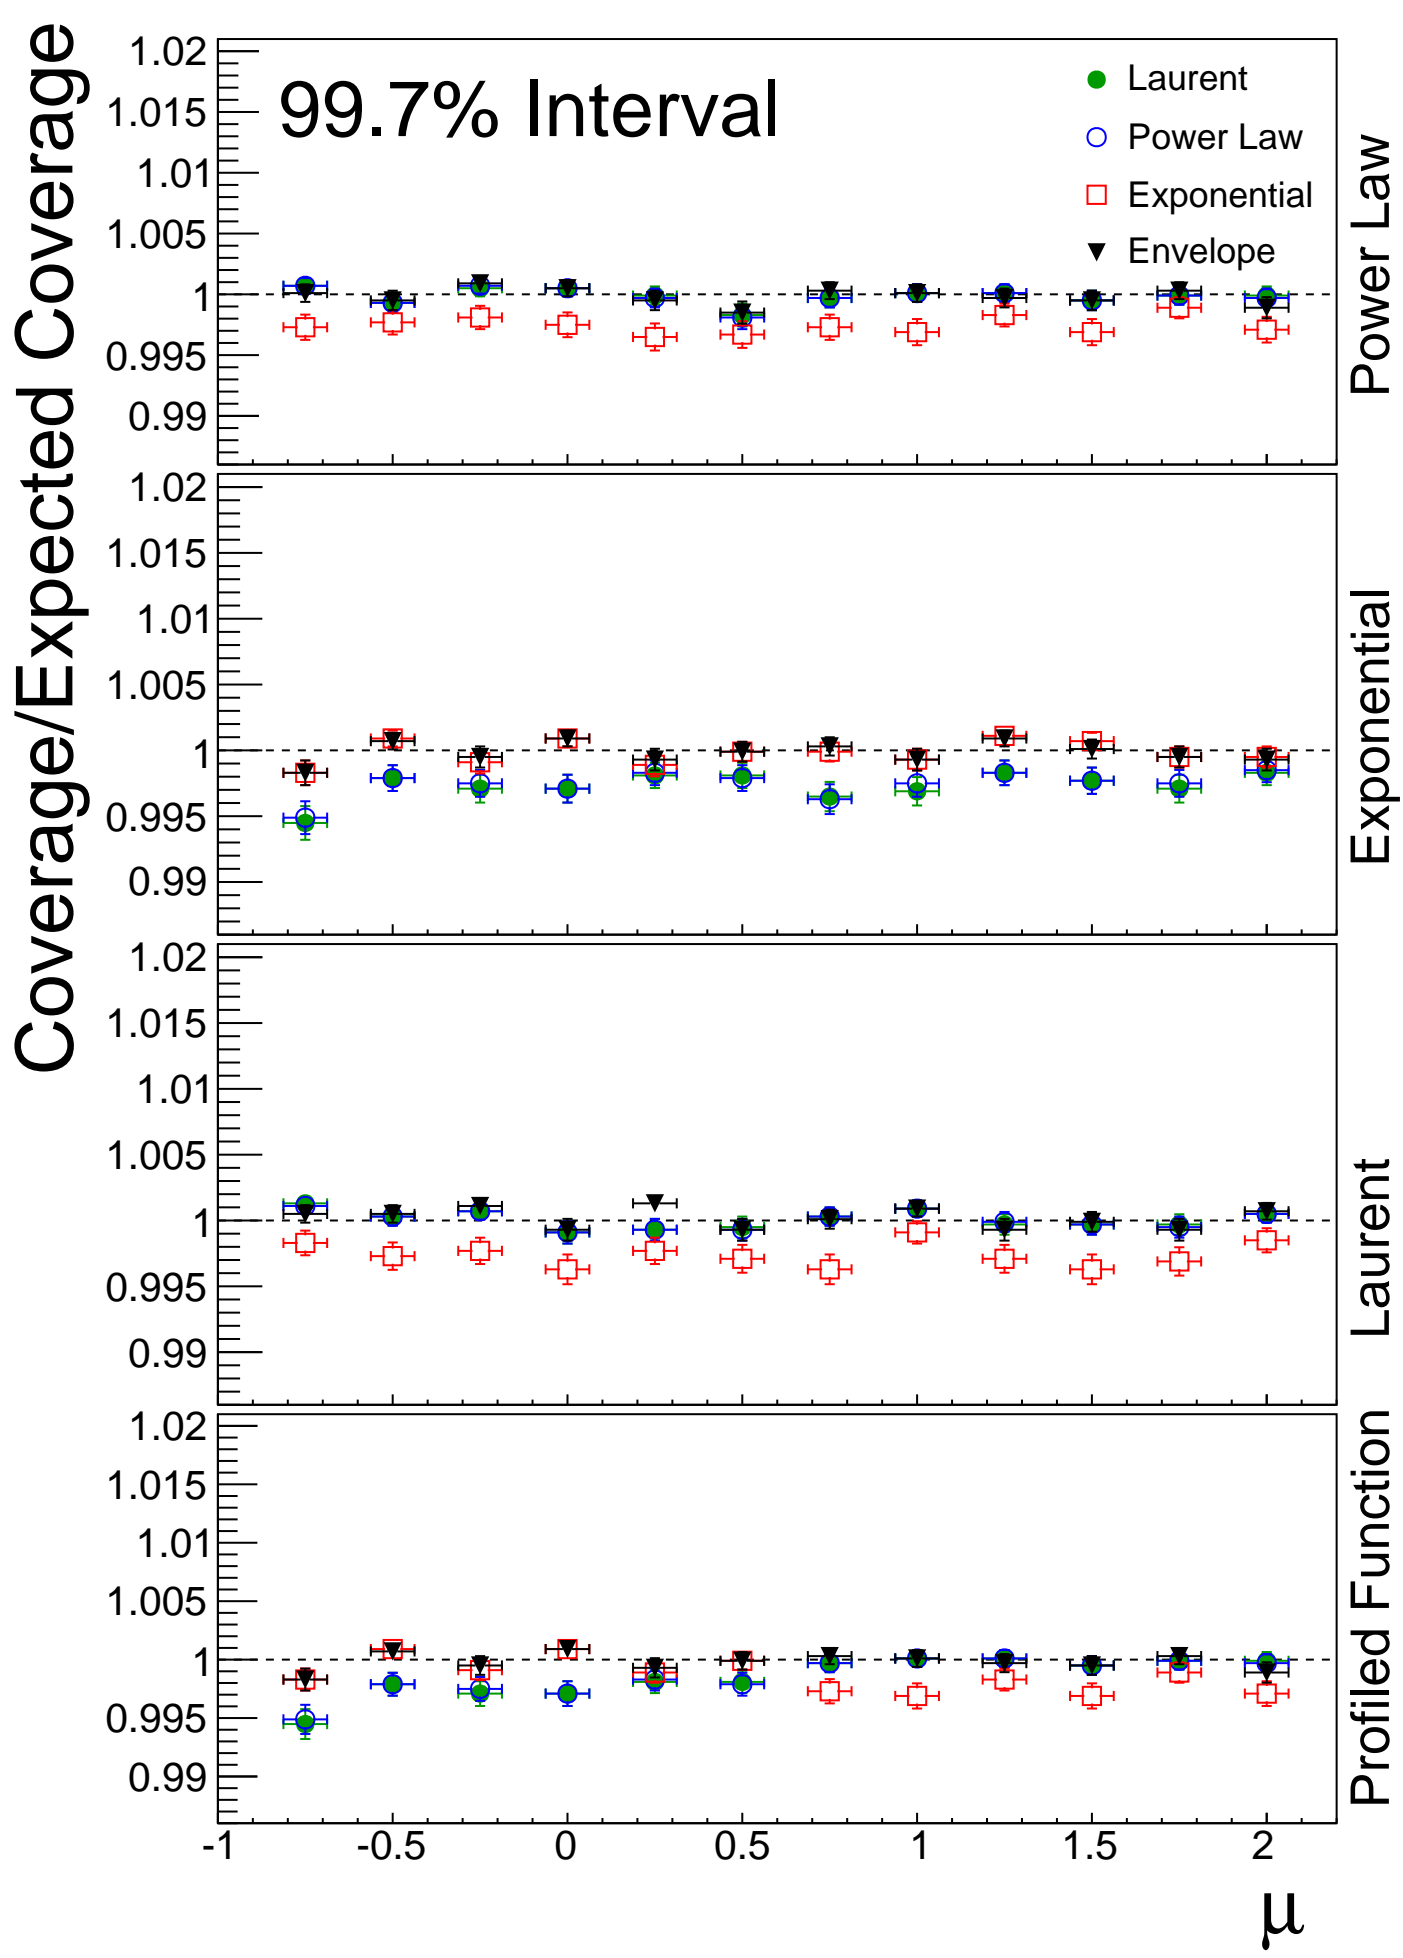 Coverage/Expected Coverage
99.7% Interval
Laurent
Power Law
Exponential
Envelope
1.02
1.015
1.01
1.005
1
0.995
0.99
Power Law
1.02
1.015
1.01
1.005
1
0.995
0.99
Exponential
1.02
1.015
1.01
1.005
1
0.995
0.99
Laurent
1.02
1.015
1.01
1.005
1
0.995
0.99
Profiled Function
-1 -0.5 0 0.5 1 1.5 2
μ